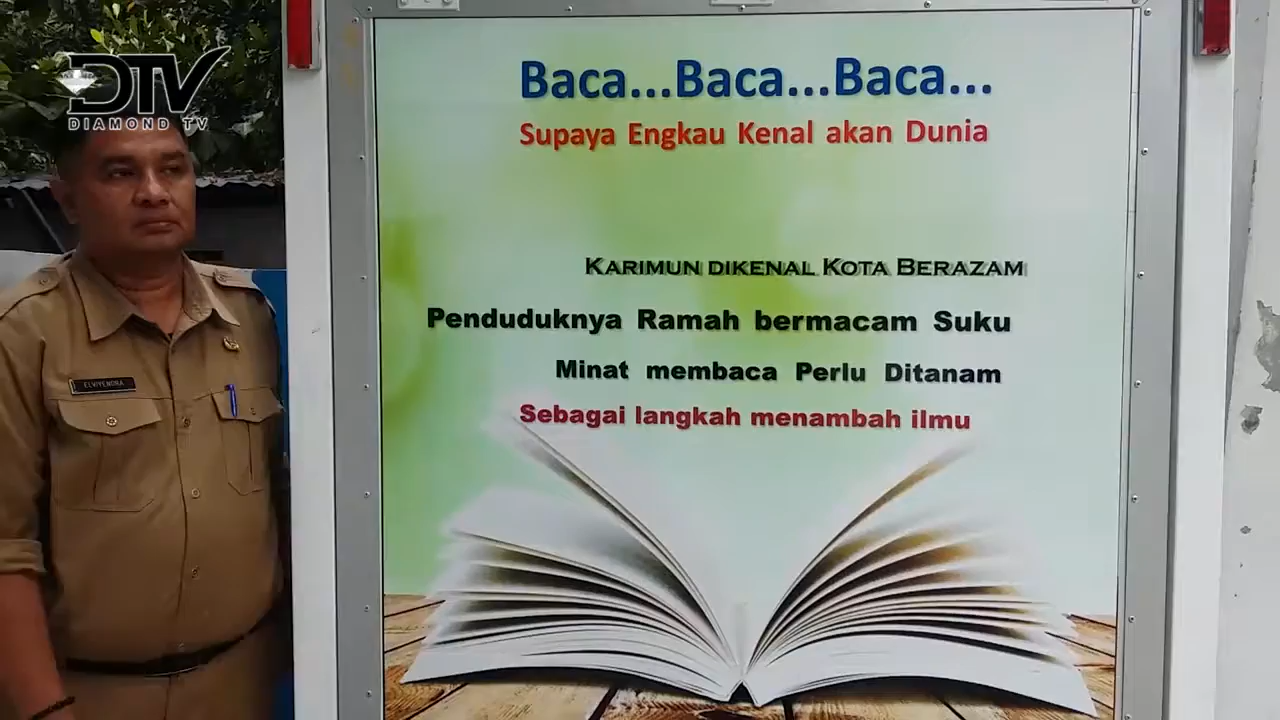 DTV
DIAMOND TV
Baca...Baca...Baca...
Supaya Engkau Kenal akan Dunia
KARIMUN DIKENAL KOTA BERAZAM
Penduduknya Ramah bermacam Suku
Minat membaca Perlu Ditanam
Sebagai langkah menambah ilmu
ELVIYENDRA